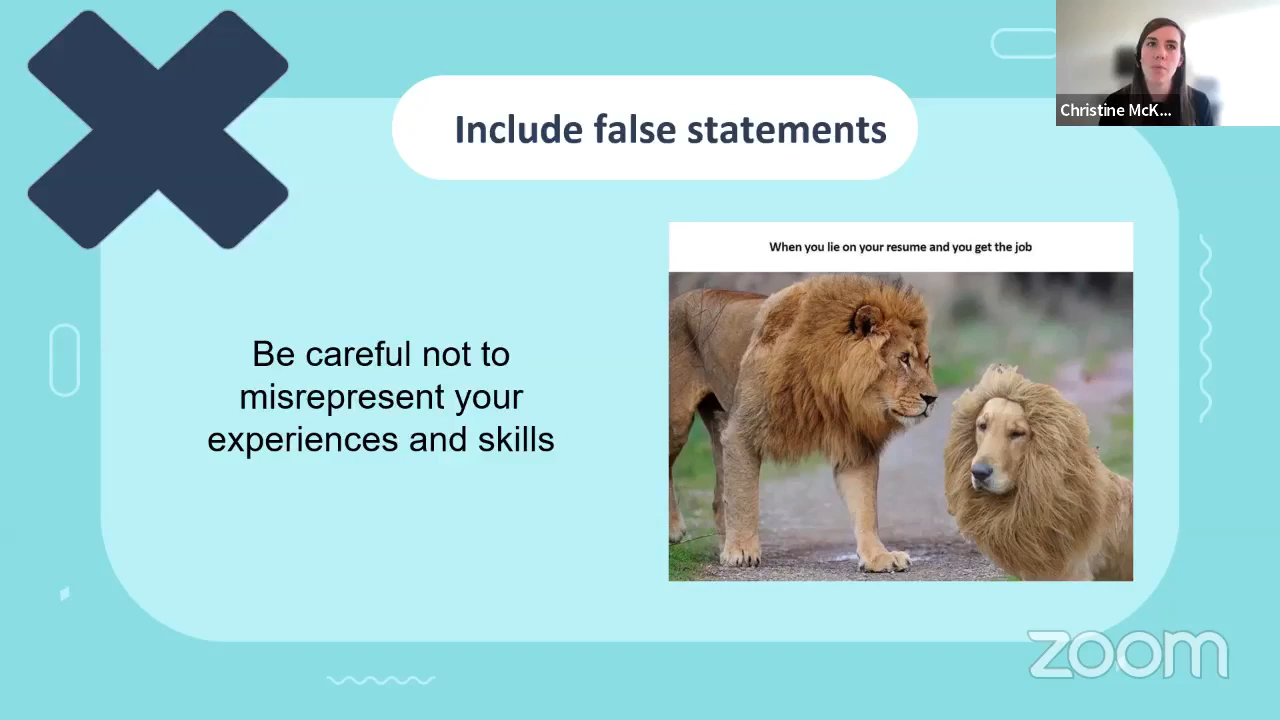 Include false statements
Christine McK...
When you lie on your resume and you get the job
Be careful not to
misrepresent your
experiences and skills
zoom